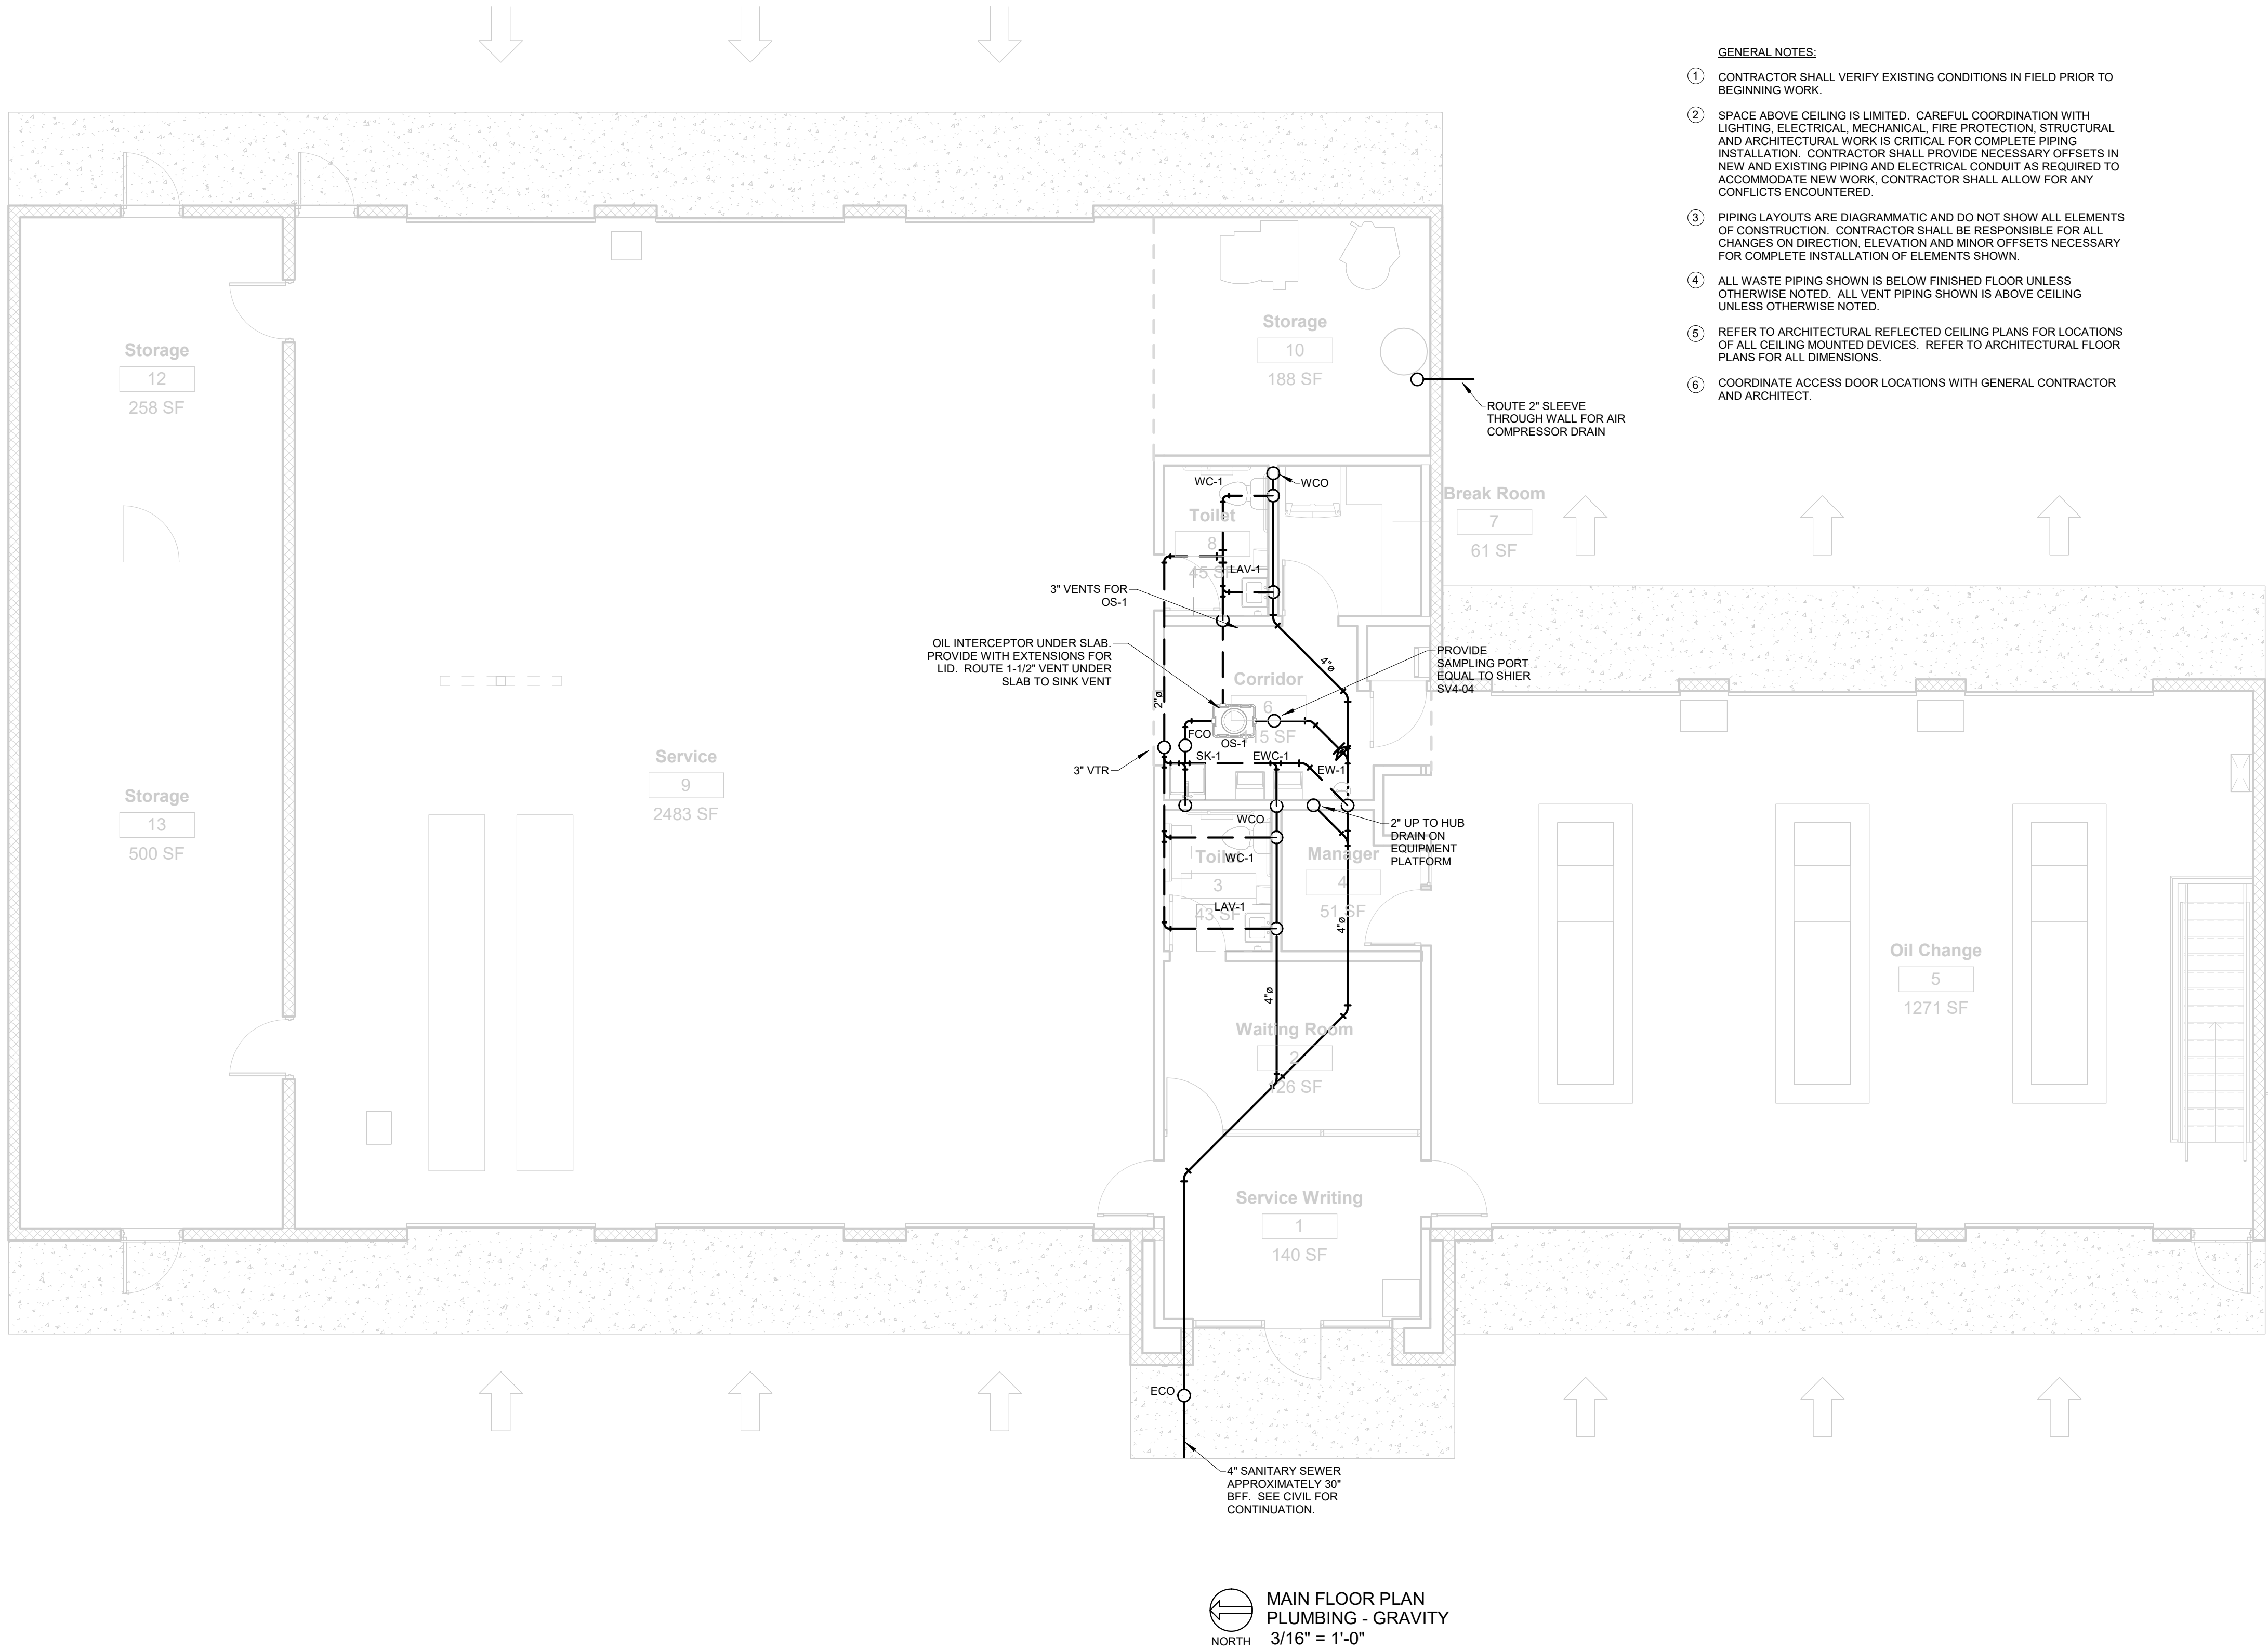 GENERAL NOTES:
1 CONTRACTOR SHALL VERIFY EXISTING CONDITIONS IN FIELD PRIOR TO
BEGINNING WORK.
2 SPACE ABOVE CEILING IS LIMITED. CAREFUL COORDINATION WITH
LIGHTING, ELECTRICAL, MECHANICAL, FIRE PROTECTION, STRUCTURAL
AND ARCHITECTURAL WORK IS CRITICAL FOR COMPLETE PIPING
INSTALLATION. CONTRACTOR SHALL PROVIDE NECESSARY OFFSETS IN
NEW AND EXISTING PIPING AND ELECTRICAL CONDUIT AS REQUIRED TO
ACCOMMODATE NEW WORK, CONTRACTOR SHALL ALLOW FOR ANY
CONFLICTS ENCOUNTERED.
3 PIPING LAYOUTS ARE DIAGRAMMATIC AND DO NOT SHOW ALL ELEMENTS
OF CONSTRUCTION. CONTRACTOR SHALL BE RESPONSIBLE FOR ALL
CHANGES ON DIRECTION, ELEVATION AND MINOR OFFSETS NECESSARY
FOR COMPLETE INSTALLATION OF ELEMENTS SHOWN.
4 ALL WASTE PIPING SHOWN IS BELOW FINISHED FLOOR UNLESS
OTHERWISE NOTED. ALL VENT PIPING SHOWN IS ABOVE CEILING
UNLESS OTHERWISE NOTED.
5 REFER TO ARCHITECTURAL REFLECTED CEILING PLANS FOR LOCATIONS
OF ALL CEILING MOUNTED DEVICES. REFER TO ARCHITECTURAL FLOOR
PLANS FOR ALL DIMENSIONS.
6 COORDINATE ACCESS DOOR LOCATIONS WITH GENERAL CONTRACTOR
AND ARCHITECT.
Storage
12
258 SF
Storage
10
188 SF
ROUTE 2" SLEEVE
THROUGH WALL FOR AIR
COMPRESSOR DRAIN
WC-1
WCO
Toilet
8
45 SF
LAV-1
Break Room
7
61 SF
3" VENTS FOR
OS-1
OIL INTERCEPTOR UNDER SLAB.
PROVIDE WITH EXTENSIONS FOR
LID. ROUTE 1-1/2" VENT UNDER
SLAB TO SINK VENT
4"ø
PROVIDE
SAMPLING PORT
EQUAL TO SHIER
SV4-04
Corridor
6
15 SF
2"ø
FCO
OS-1
SK-1
EWC-1
EW-1
3" VTR
Service
9
2483 SF
Storage
13
500 SF
WCO
2" UP TO HUB
DRAIN ON
EQUIPMENT
PLATFORM
Toilet
WC-1
3
43 SF
LAV-1
Manager
4
51 SF
4"ø
4"ø
Oil Change
5
1271 SF
Waiting Room
2
126 SF
Service Writing
1
140 SF
ECO
4" SANITARY SEWER
APPROXIMATELY 30"
BFF. SEE CIVIL FOR
CONTINUATION.
NORTH
MAIN FLOOR PLAN
PLUMBING - GRAVITY
3/16" = 1'-0"